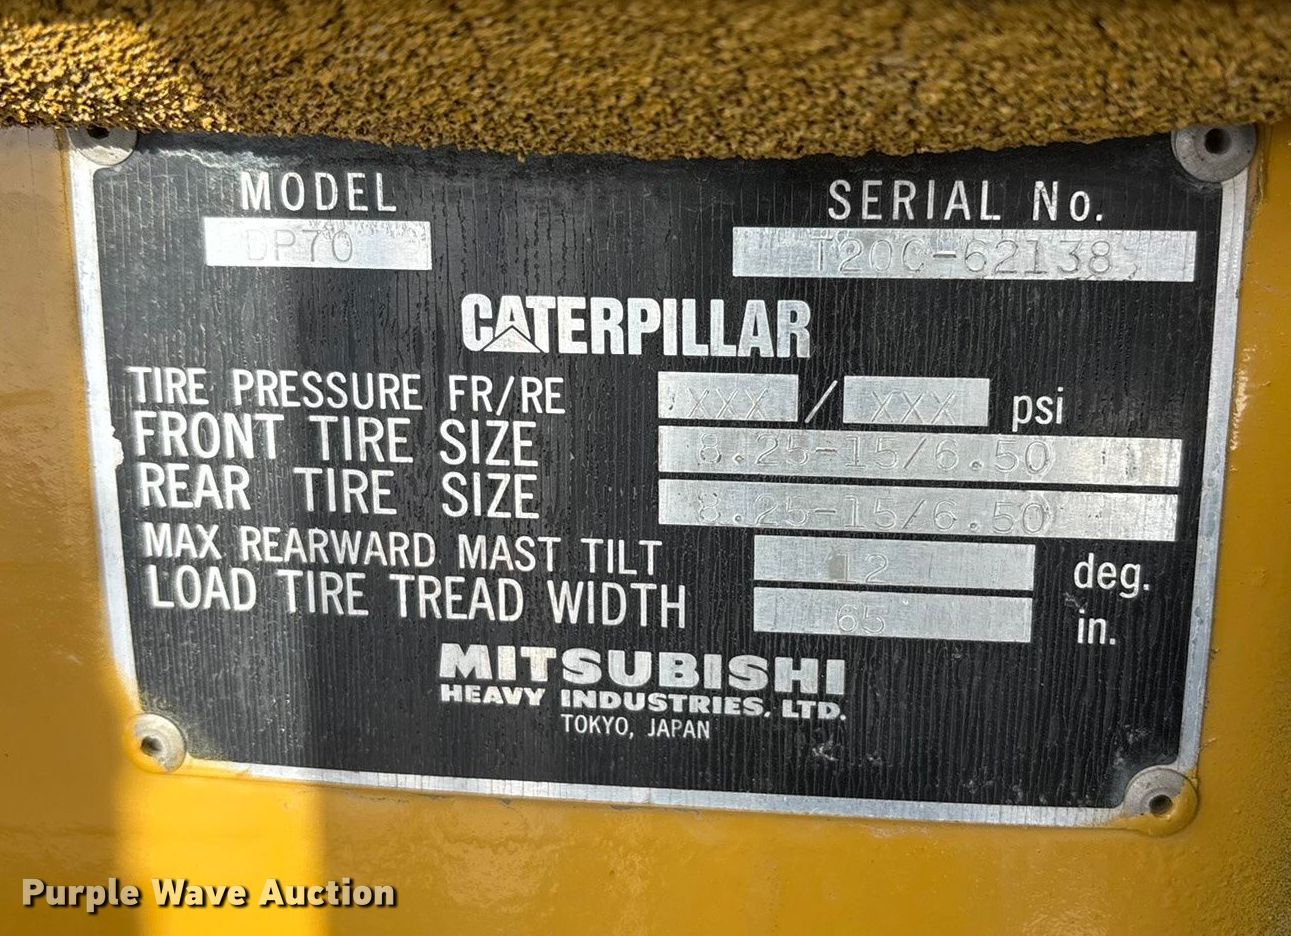 MODEL SERIAL No.
DP70 T20C-62138
CATERPILLAR
TIRE PRESSURE FR/RE XXX / XXX psi
FRONT TIRE SIZE 8.25-15/6.50
REAR TIRE SIZE 8.25-15/6.50
MAX REARWARD MAST TILT 12 deg.
LOAD TIRE TREAD WIDTH 65 in.
MITSUBISHI
HEAVY INDUSTRIES, LTD.
TOKYO, JAPAN
Purple Wave Auction